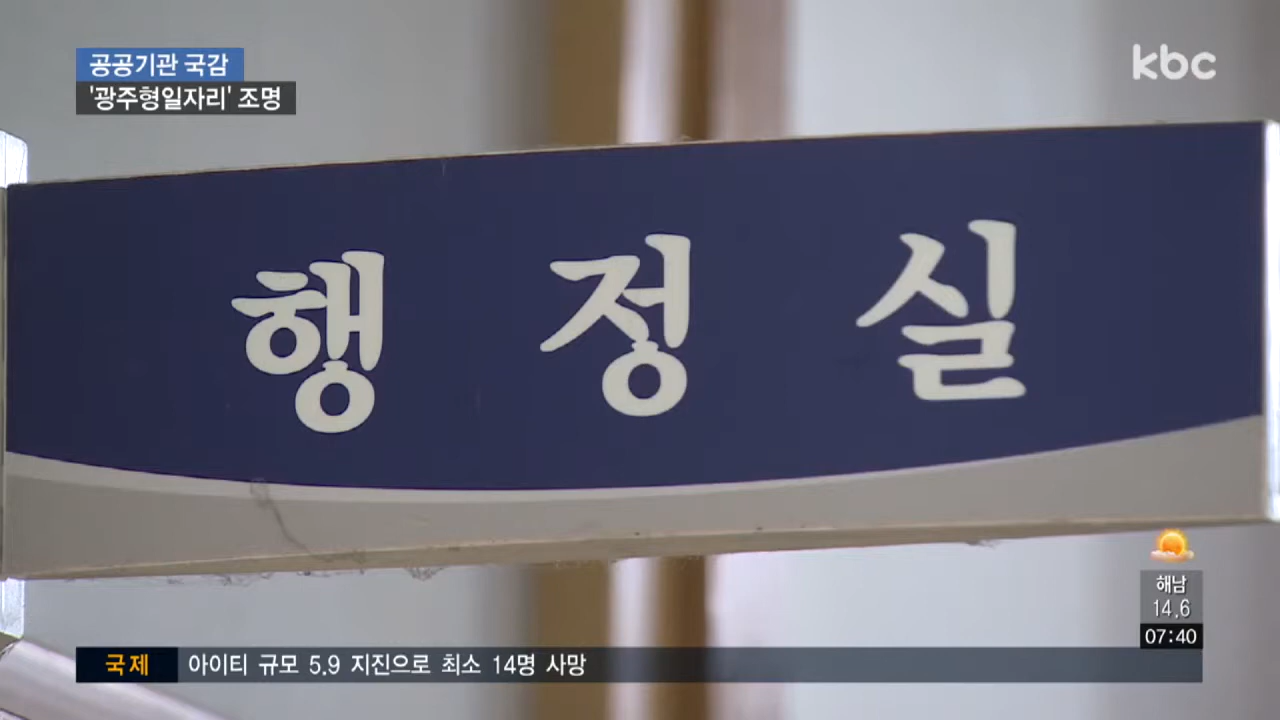 공공기관 국감
'광주형일자리' 조명
kbc
행정실
해남
14.6
07:40
국제 아이티 규모 5.9 지진으로 최소 14명 사망